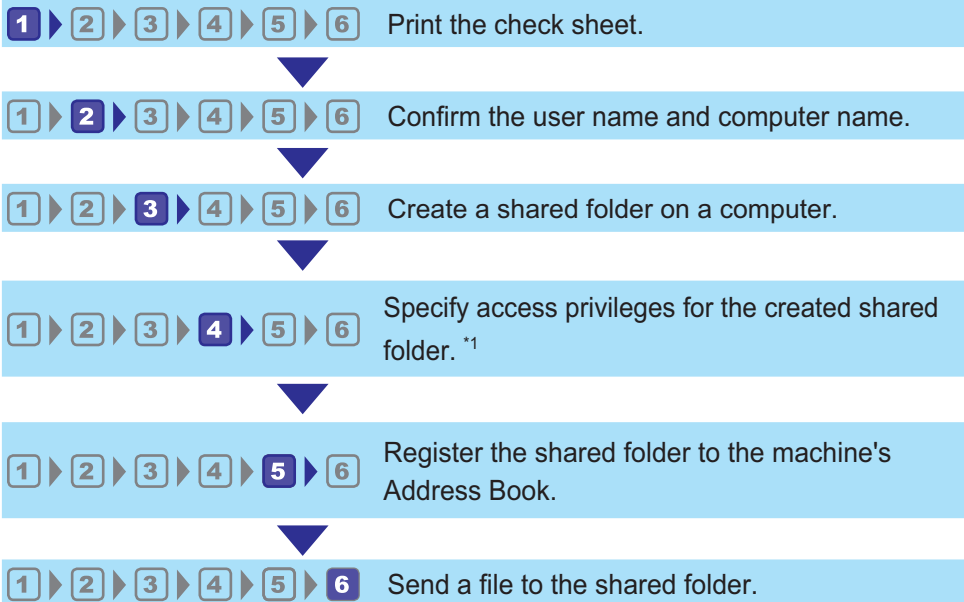 1 2 3 4 5 6 Print the check sheet.
1 2 3 4 5 6 Confirm the user name and computer name.
1 2 3 4 5 6 Create a shared folder on a computer.
1 2 3 4 5 6 Specify access privileges for the created shared
folder. *1
1 2 3 4 5 6 Register the shared folder to the machine's
Address Book.
1 2 3 4 5 6 Send a file to the shared folder.